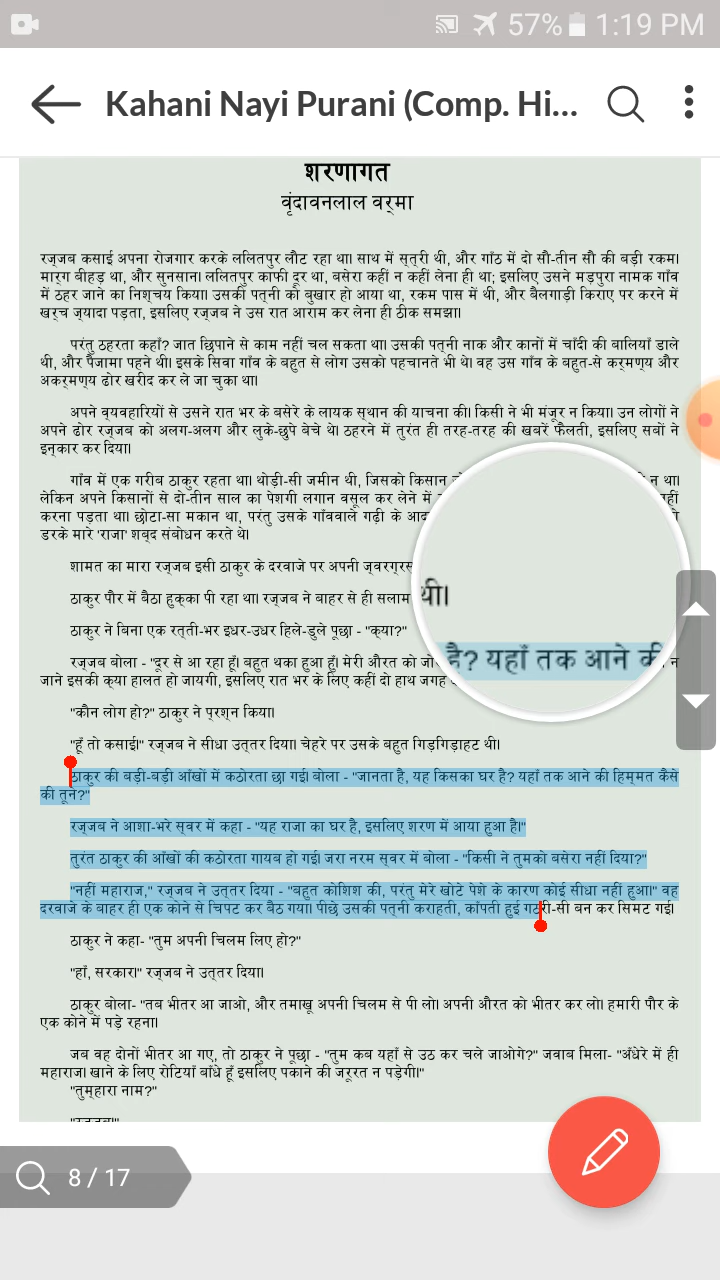 57% 1:19 PM
Kahani Nayi Purani (Comp. Hi...
शरणागत
वृंदावनलाल वर्मा
रज्जब कसाई अपना रोजगार करके ललितपुर लौट रहा था। साथ में स्त्री थी, और गाँठ में दो सौ-तीन सौ की बड़ी रकम।
मार्ग बीहड़ था, और सुनसान। ललितपुर काफी दूर था, बसेरा कहीं न कहीं लेना ही था; इसलिए उसने मड़पुरा नामक गाँव
में ठहर जाने का निश्चय किया। उसकी पत्नी को बुखार हो आया था, रकम पास में थी, और बैलगाड़ी किराए पर करने में
खर्च ज्यादा पड़ता, इसलिए रज्जब ने उस रात आराम कर लेना ही ठीक समझा।
परंतु ठहरता कहाँ? जात छिपाने से काम नहीं चल सकता था। उसकी पत्नी नाक और कानों में चांदी की बालियाँ डाले
थी, और पैजामा पहने थी। इसके सिवा गाँव के बहुत से लोग उसको पहचानते भी थे। वह उस गाँव के बहुत-से कर्मण्य और
अकर्मण्य ढोर खरीद कर ले जा चुका था।
अपने व्यवहारियों से उसने रात भर के बसेरे के लायक स्थान की याचना की। किसी ने भी मंजूर न किया। उन लोगों ने
अपने ढोर रज्जब को अलग-अलग और लुके-छुपे बेचे थे। ठहरने में तुरंत ही तरह-तरह की खबरें फैलती, इसलिए सबों ने
इन्कार कर दिया।
गाँव में एक गरीब ठाकुर रहता था। थोड़ी-सी जमीन थी, जिसको किसान न था।
लेकिन अपने किसानों से दो-तीन साल का पेशगी लगान वसूल कर लेने में
करना पड़ता था। छोटा-सा मकान था, परंतु उसके गाँववाले गढ़ी के
डरके मारे 'राजा' शब्द संबोधन करते थे।
शामत का मारा रज्जब इसी ठाकुर के दरवाजे पर अपनी
ठाकुर पौर में बैठा हुक्का पी रहा था। रज्जब ने बाहर से ही सलाम थी।
ठाकुर ने बिना एक रत्ती-भर इधर-उधर हिले-डुले पूछा - "क्या?"
रज्जब बोला - "दूर से आ रहा हूँ। बहुत थका हुआ हूँ। मेरी औरत को है? यहाँ तक आने की न
जाने इसकी क्या हालत हो जायगी, इसलिए रात भर के लिए कहीं दो हाथ जगह
"कौन लोग हो?" ठाकुर ने प्रश्न किया।
"हूँ तो कसाई।" रज्जब ने सीधा उत्तर दिया। चेहरे पर उसके बहुत गिड़गिड़ाहट थी।
ठाकुर की बड़ी-बड़ी आँखों में कठोरता छा गई। बोला - "जानता है, यह किसका घर है? यहाँ तक आने की हिम्मत कैसे
की तूने?"
रज्जब ने आशा-भरे स्वर में कहा - "यह राजा का घर है, इसलिए शरण में आया हुआ है।"
तुरंत ठाकुर की आँखों की कठोरता गायब हो गई। जरा नरम स्वर में बोला - "किसी ने तुमको बसेरा नहीं दिया?"
"नहीं महाराज," रज्जब ने उत्तर दिया - "बहुत कोशिश की, परंतु मेरे खोटे पेशे के कारण कोई सीधा नहीं हुआ।" वह
दरवाजे के बाहर ही एक कोने से चिपट कर बैठ गया। पीछे उसकी पत्नी कराहती, काँपती हुई गठरी-सी बन कर सिमट गई।
ठाकुर ने कहा- "तुम अपनी चिलम लिए हो?"
"हाँ, सरकार।" रज्जब ने उत्तर दिया।
ठाकुर बोला- "तब भीतर आ जाओ, और तमाखू अपनी चिलम से पी लो। अपनी औरत को भीतर कर लो। हमारी पौर के
एक कोने में पड़े रहना।
जब वह दोनों भीतर आ गए, तो ठाकुर ने पूछा - "तुम कब यहाँ से उठ कर चले जाओगे?" जवाब मिला- "अँधेरे में ही
महाराज। खाने के लिए रोटियाँ बाँधे हूँ इसलिए पकाने की जरूरत न पड़ेगी।"
"तुम्हारा नाम?"
8 / 17